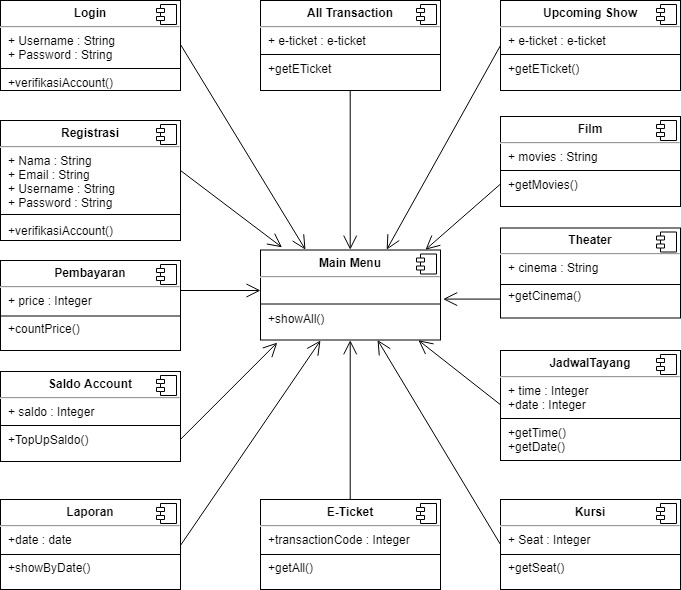 Login
+ Username : String
+ Password : String
+verifikasiAccount()
All Transaction
+ e-ticket : e-ticket
+getETicket
Upcoming Show
+ e-ticket : e-ticket
+getETicket()
Registrasi
+ Nama : String
+ Email : String
+ Username : String
+ Password : String
+verifikasiAccount()
Film
+ movies : String
+getMovies()
Theater
+ cinema : String
+getCinema()
Main Menu
+showAll()
Pembayaran
+ price : Integer
+countPrice()
Saldo Account
+ saldo : Integer
+TopUpSaldo()
JadwalTayang
+ time : Integer
+date : Integer
+getTime()
+getDate()
Laporan
+date : date
+showByDate()
E-Ticket
+transactionCode : Integer
+getAll()
Kursi
+ Seat : Integer
+getSeat()